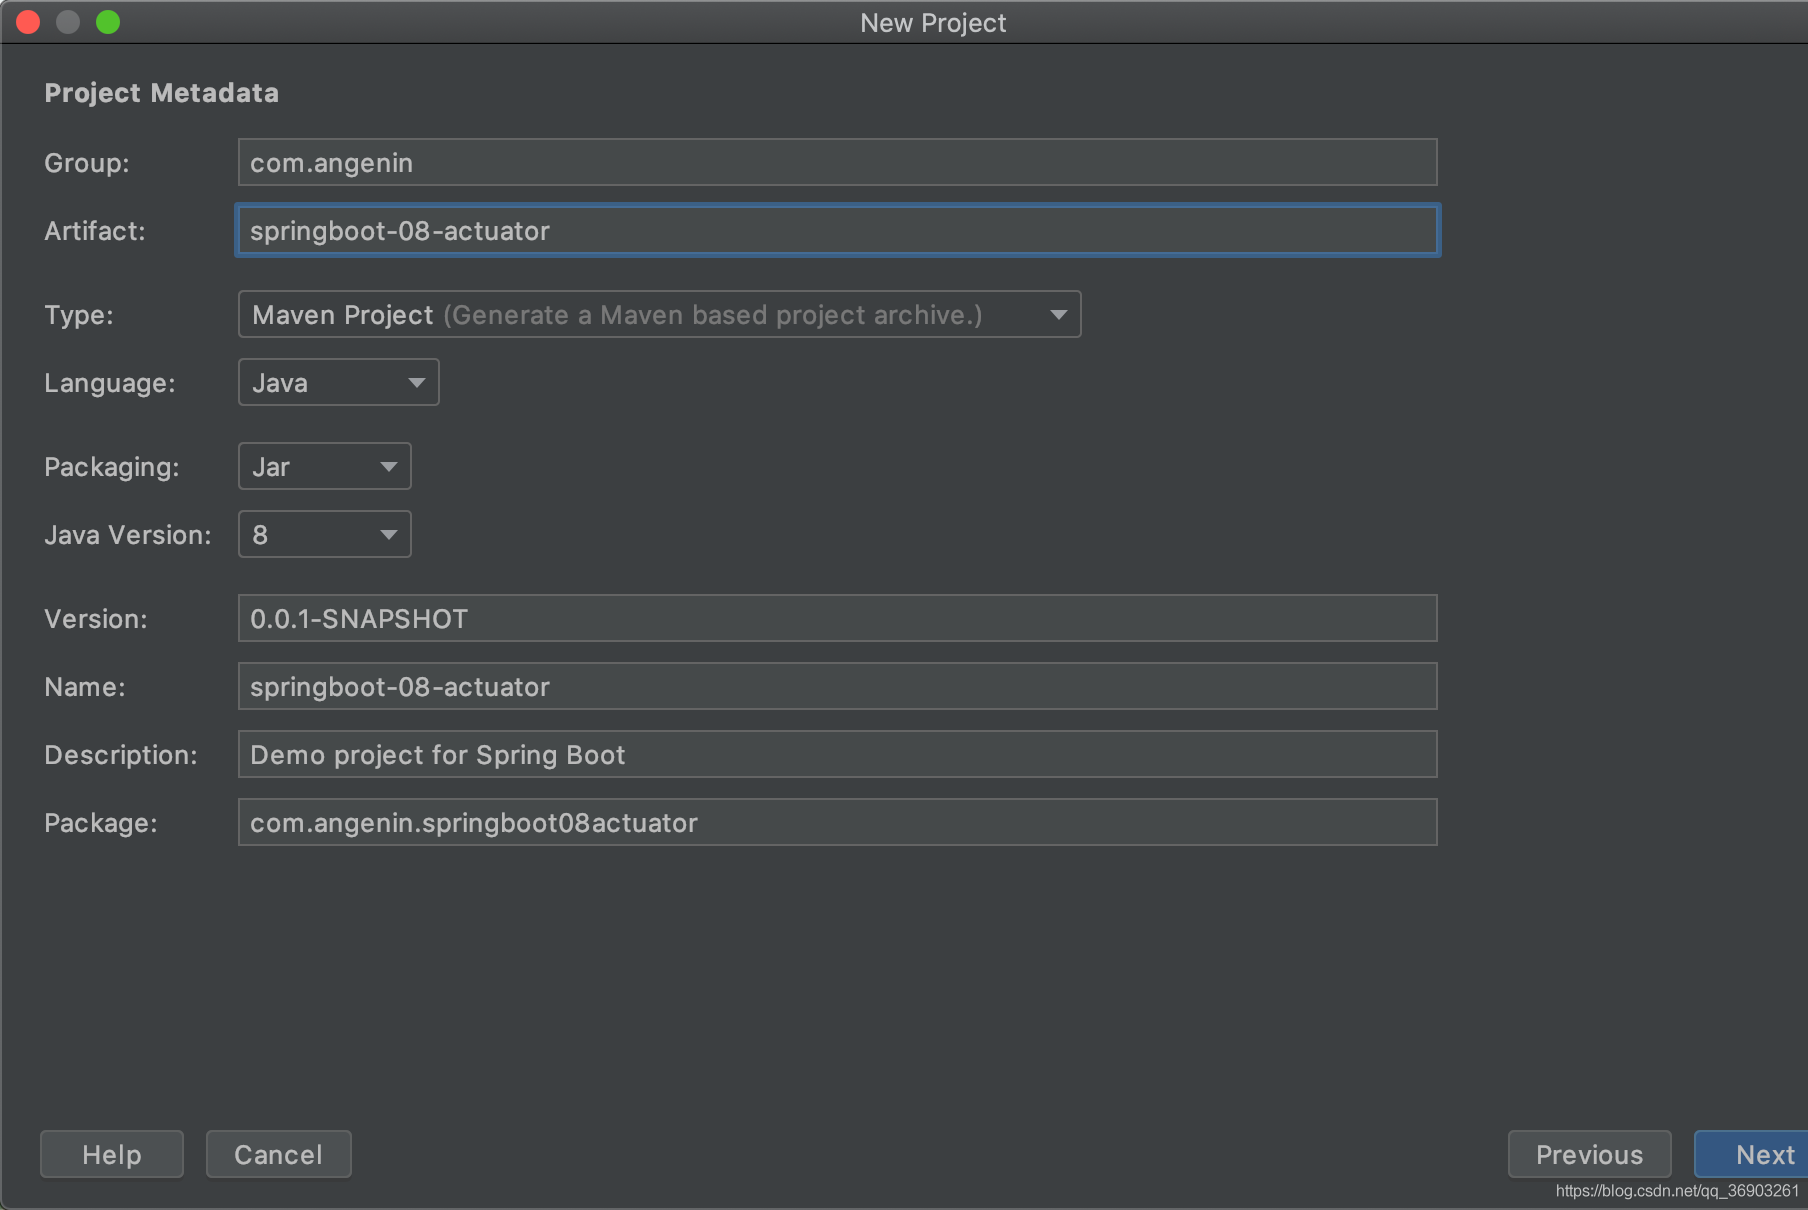 New Project
Project Metadata
Group: com.angenin
Artifact: springboot-08-actuator
Type: Maven Project (Generate a Maven based project archive.)
Language: Java
Packaging: Jar
Java Version: 8
Version: 0.0.1-SNAPSHOT
Name: springboot-08-actuator
Description: Demo project for Spring Boot
Package: com.angenin.springboot08actuator
Help Cancel Previous Next
https://blog.csdn.net/qq_36903261